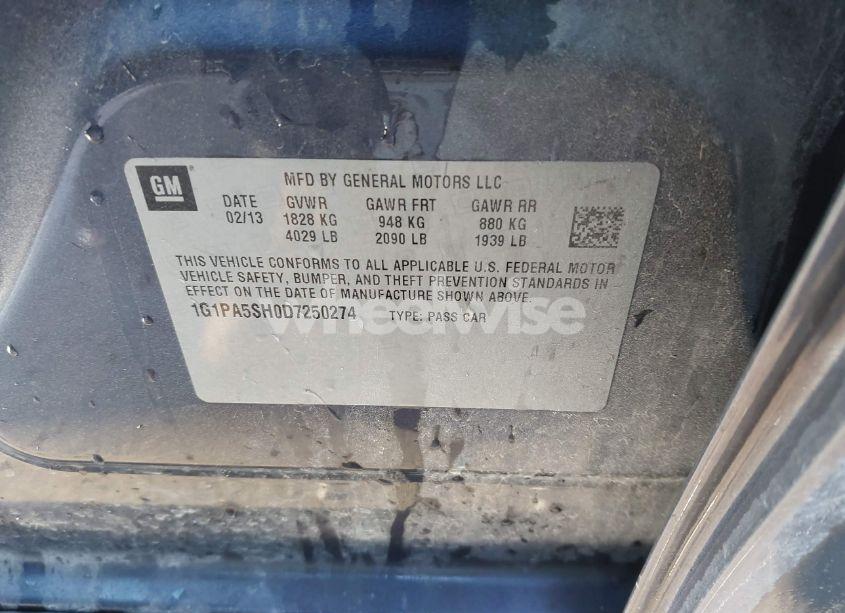 GM
MFD BY GENERAL MOTORS LLC
DATE GVWR GAWR FRT GAWR RR
02/13 1828 KG 948 KG 880 KG
4029 LB 2090 LB 1939 LB
THIS VEHICLE CONFORMS TO ALL APPLICABLE U.S. FEDERAL MOTOR
VEHICLE SAFETY, BUMPER, AND THEFT PREVENTION STANDARDS IN
EFFECT ON THE DATE OF MANUFACTURE SHOWN ABOVE.
1G1PA5SH0D7250274 TYPE: PASS CAR
wheelwise